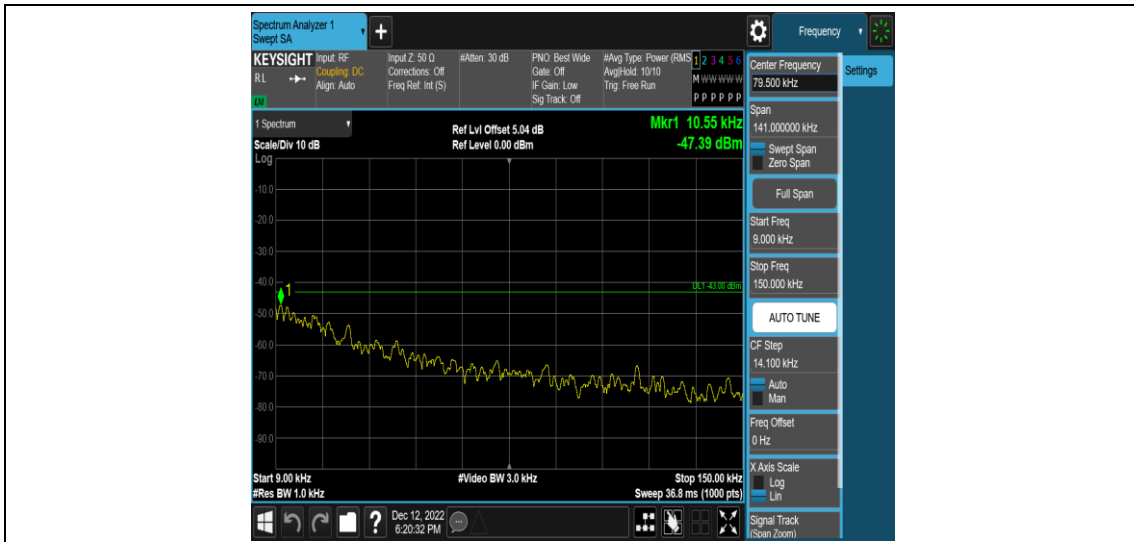 Spectrum Analyzer 1
Swept SA
+
Frequency
KEYSIGHT
RL
LXI
Input: RF
Coupling: DC
Align: Auto
Input Z: 50 Ω
Corrections: Off
Freq Ref: Int (S)
#Atten: 30 dB
PNO: Best Wide
Gate: Off
IF Gain: Low
Sig Track: Off
#Avg Type: Power (RMS
Avg|Hold: 10/10
Trig: Free Run
1 2 3 4 5 6
M W W W W W
P P P P P P
1 Spectrum
Scale/Div 10 dB
Ref Lvl Offset 5.04 dB
Ref Level 0.00 dBm
Mkr1 10.55 kHz
-47.39 dBm
Log
-10.0
-20.0
-30.0
-40.0
-50.0
-60.0
-70.0
-80.0
-90.0
1
DL1 -43.00 dBm
Start 9.00 kHz
#Res BW 1.0 kHz
#Video BW 3.0 kHz
Stop 150.00 kHz
Sweep 36.8 ms (1000 pts)
Center Frequency
79.500 kHz
Settings
Span
141.000000 kHz
Swept Span
Zero Span
Full Span
Start Freq
9.000 kHz
Stop Freq
150.000 kHz
AUTO TUNE
CF Step
14.100 kHz
Auto
Man
Freq Offset
0 Hz
X Axis Scale
Log
Lin
Signal Track
(Span Zoom)
?
Dec 12, 2022
6:20:32 PM